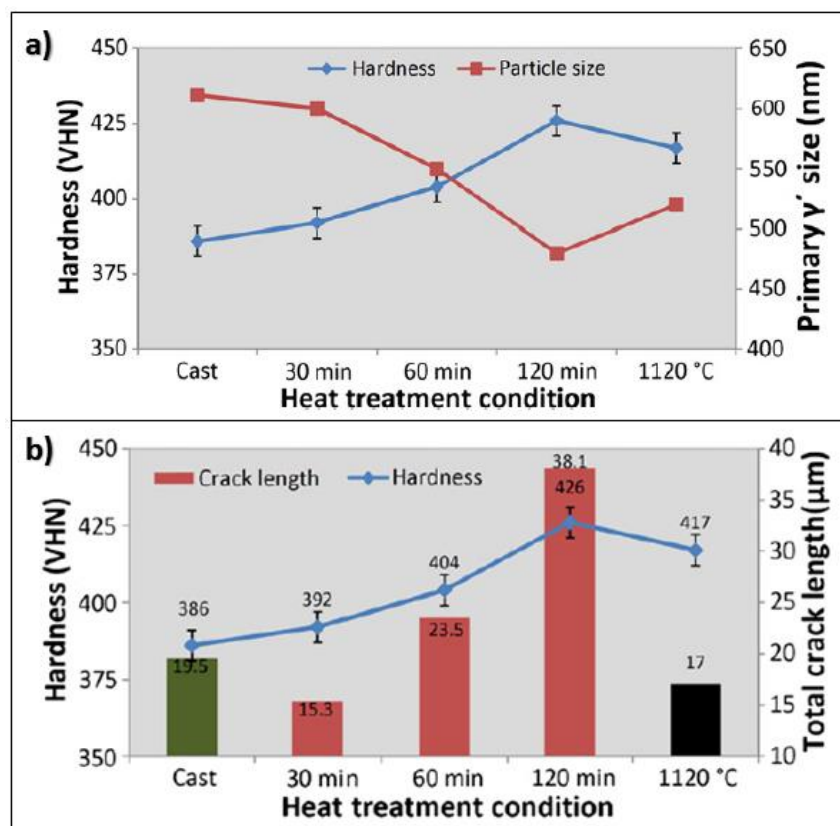 a)
Hardness
Particle size
Hardness (VHN)
450
425
400
375
350
Primary γ´ size (nm)
650
600
550
500
450
400
Cast 30 min 60 min 120 min 1120 °C
Heat treatment condition
b)
Crack length
Hardness
Hardness (VHN)
450
425
400
375
350
386
392
404
38.1
426
417
19.5
15.3
23.5
17
Total crack length(μm)
40
35
30
25
20
15
10
Cast 30 min 60 min 120 min 1120 °C
Heat treatment condition